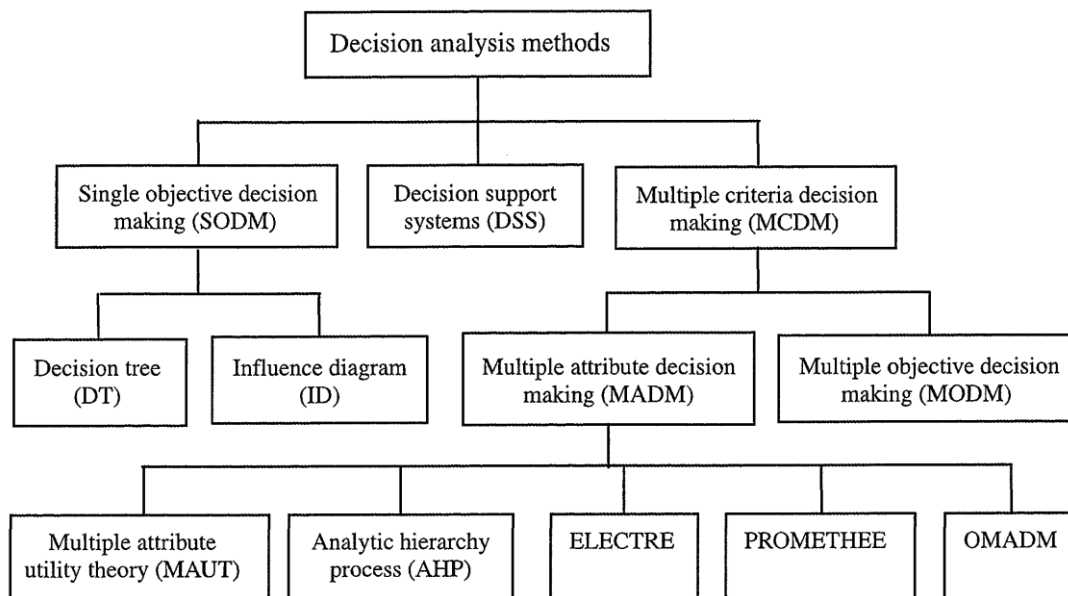 Decision analysis methods
Single objective decision
making (SODM)
Decision support
systems (DSS)
Multiple criteria decision
making (MCDM)
Decision tree
(DT)
Influence diagram
(ID)
Multiple attribute decision
making (MADM)
Multiple objective decision
making (MODM)
Multiple attribute
utility theory (MAUT)
Analytic hierarchy
process (AHP)
ELECTRE
PROMETHEE
OMADM